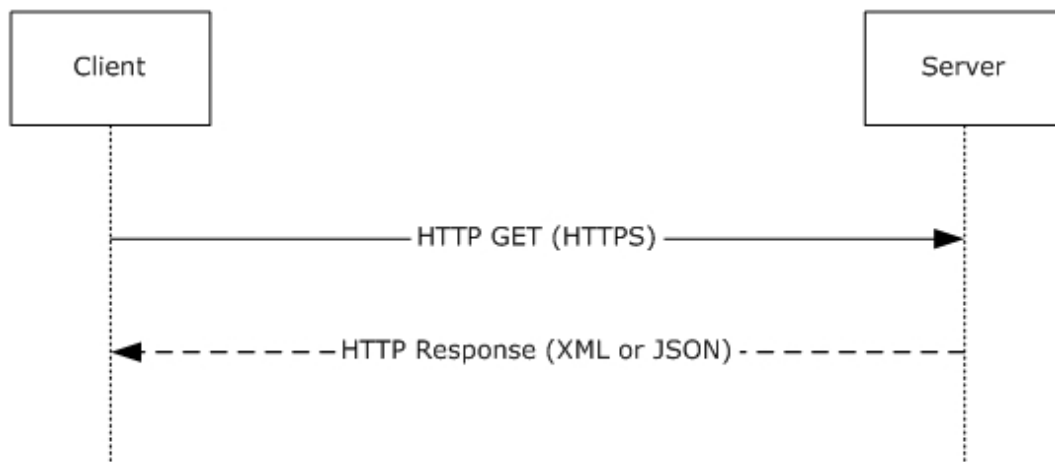 Client
Server
HTTP GET (HTTPS)
HTTP Response (XML or JSON)